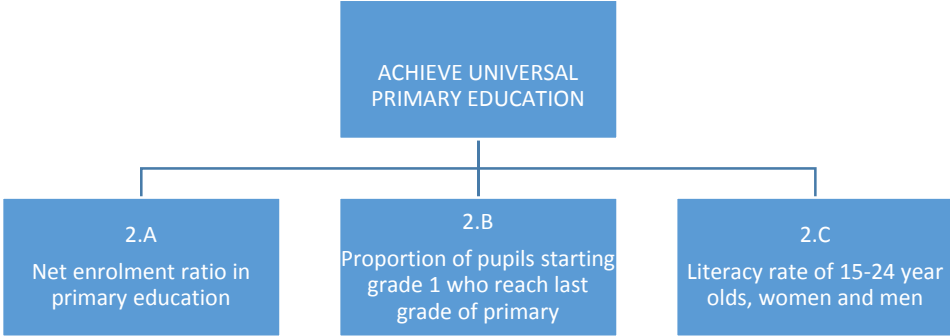 ACHIEVE UNIVERSAL
PRIMARY EDUCATION
2.A
Net enrolment ratio in
primary education
2.B
Proportion of pupils starting
grade 1 who reach last
grade of primary
2.C
Literacy rate of 15-24 year
olds, women and men